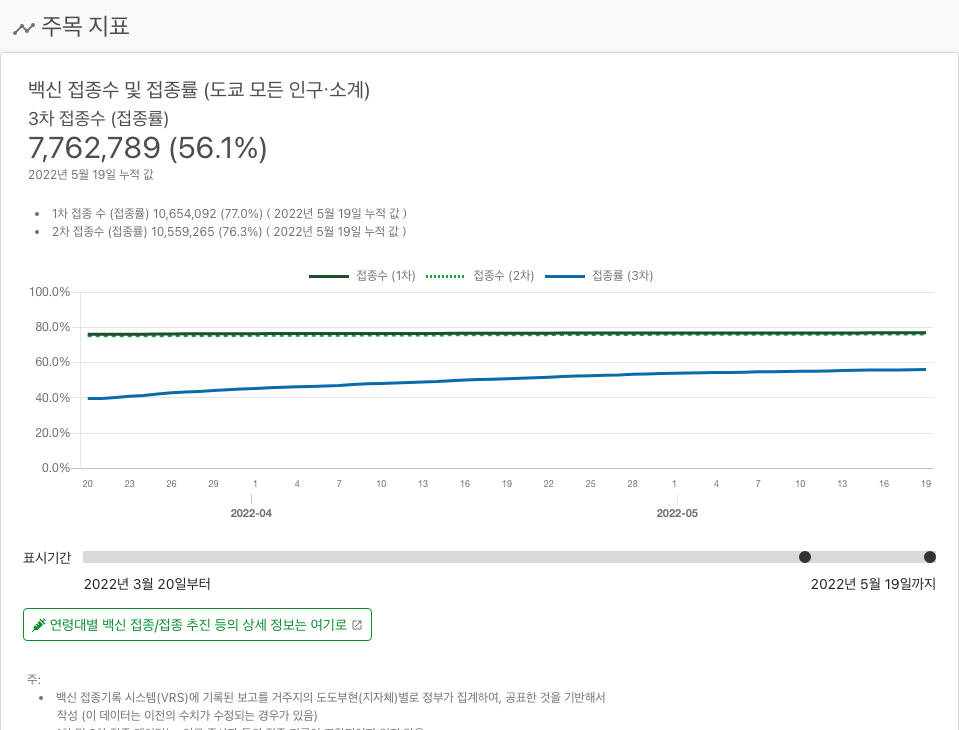 주목 지표
백신 접종수 및 접종률 (도쿄 모든 인구·소계)
3차 접종수 (접종률)
7,762,789 (56.1%)
2022년 5월 19일 누적 값
1차 접종 수 (접종률) 10,654,092 (77.0%) ( 2022년 5월 19일 누적 값 )
2차 접종수 (접종률) 10,559,265 (76.3%) ( 2022년 5월 19일 누적 값 )
접종수 (1차) 접종수 (2차) 접종률 (3차)
100.0%
80.0%
60.0%
40.0%
20.0%
0.0%
20 23 26 29 1 4 7 10 13 16 19 22 25 28 1 4 7 10 13 16 19
2022-04 2022-05
표시기간
2022년 3월 20일부터 2022년 5월 19일까지
연령대별 백신 접종/접종 추진 등의 상세 정보는 여기로
주:
백신 접종기록 시스템(VRS)에 기록된 보고를 거주지의 도도부현(지자체)별로 정부가 집계하여, 공표한 것을 기반해서
작성 (이 데이터는 이전의 수치가 수정되는 경우가 있음)